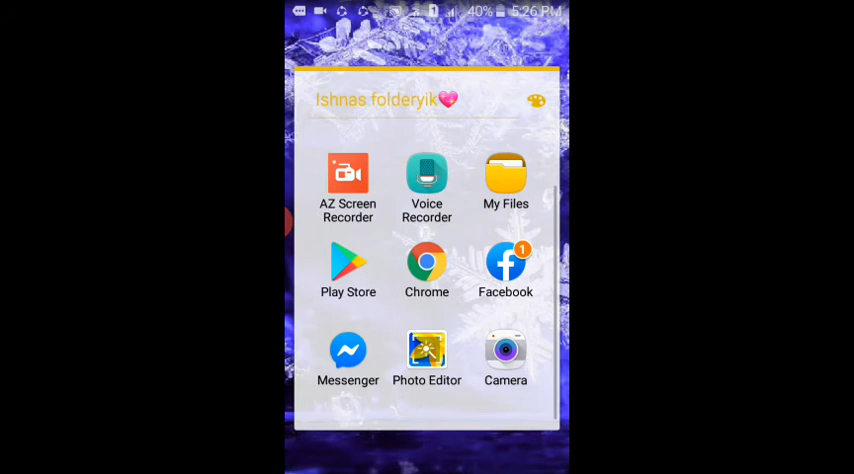 1 40% 5:26 PM
Ishnas folderyik💖
AZ Screen Recorder
Voice Recorder
My Files
Play Store
Chrome
1
Facebook
Messenger
Photo Editor
Camera